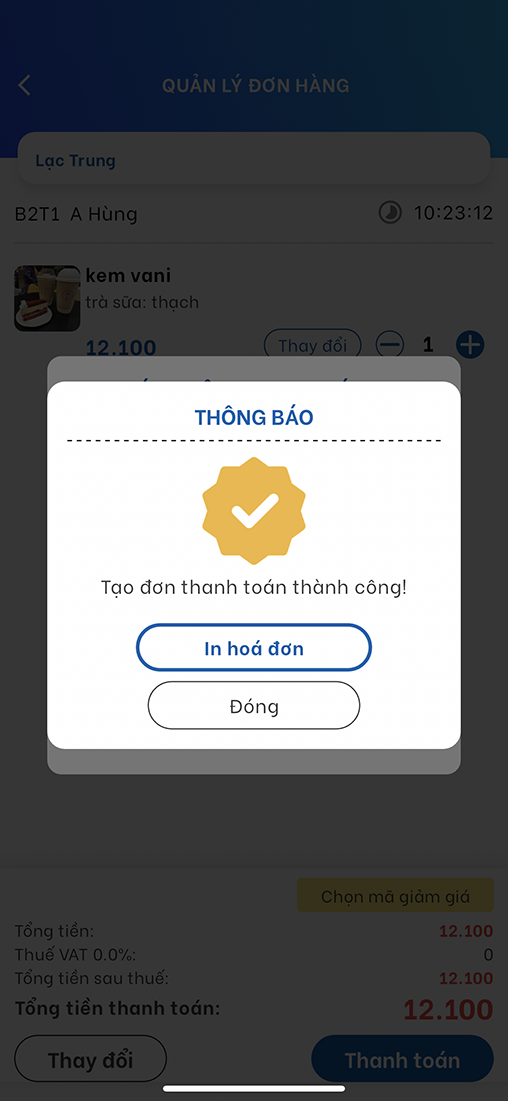 QUẢN LÝ ĐƠN HÀNG
Lạc Trung
B2T1 A Hùng
10:23:12
kem vani
trà sữa: thạch
12.100
Thay đổi
1
THÔNG BÁO
Tạo đơn thanh toán thành công!
In hoá đơn
Đóng
Chọn mã giảm giá
Tổng tiền: 12.100
Thuế VAT 0.0%: 0
Tổng tiền sau thuế: 12.100
Tổng tiền thanh toán: 12.100
Thay đổi
Thanh toán